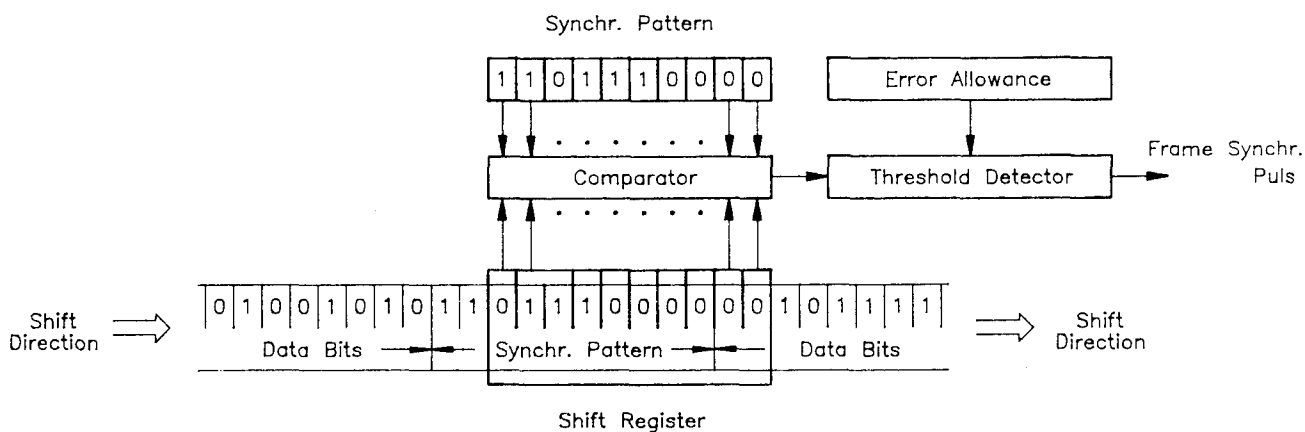 Synchr. Pattern
1 1 0 1 1 1 0 0 0 0
Error Allowance
Comparator
Threshold Detector
Frame Synchr.
Puls
0 1 0 0 1 0 1 0 1 1 0 1 1 1 0 0 0 0 0 0 1 0 1 1 1 1
Shift
Direction
Data Bits
Synchr. Pattern
Data Bits
Shift
Direction
Shift Register